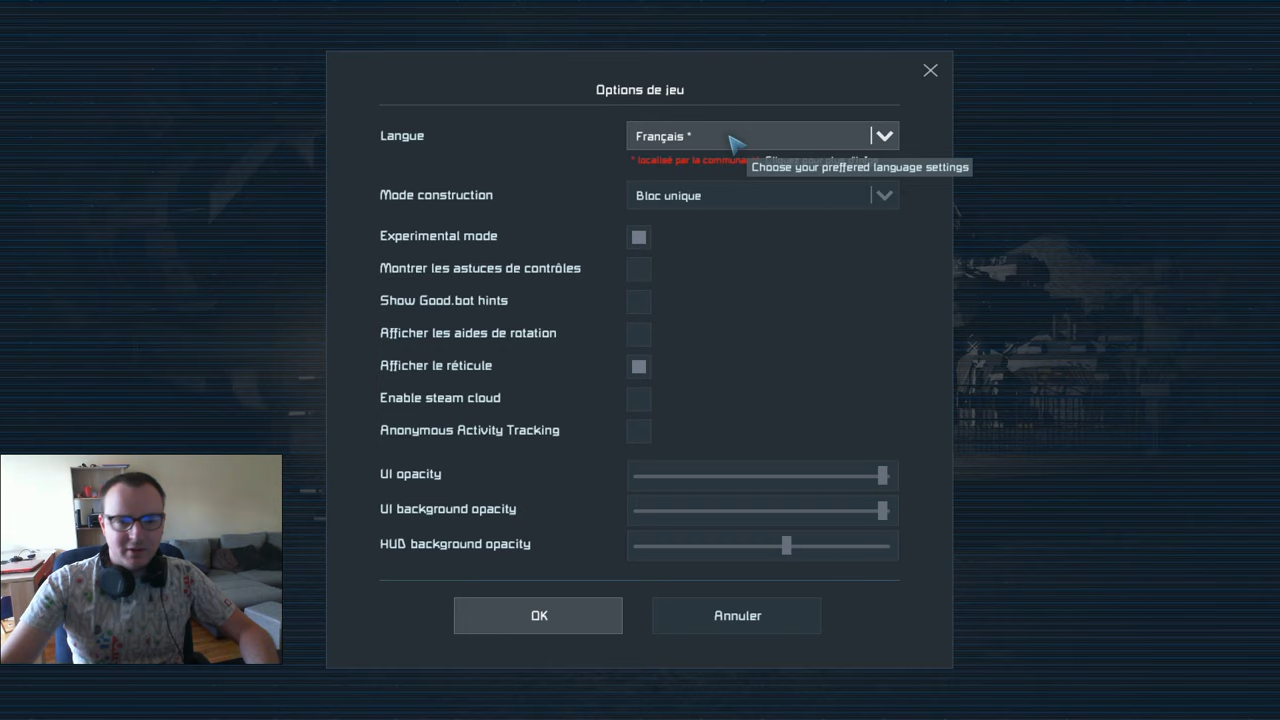 Options de jeu
Langue
Français *
* localisé par la communauté
Choose your preffered language settings
Mode construction
Bloc unique
Experimental mode
Montrer les astuces de contrôles
Show Good.bot hints
Afficher les aides de rotation
Afficher le réticule
Enable steam cloud
Anonymous Activity Tracking
UI opacity
UI background opacity
HUD background opacity
OK
Annuler